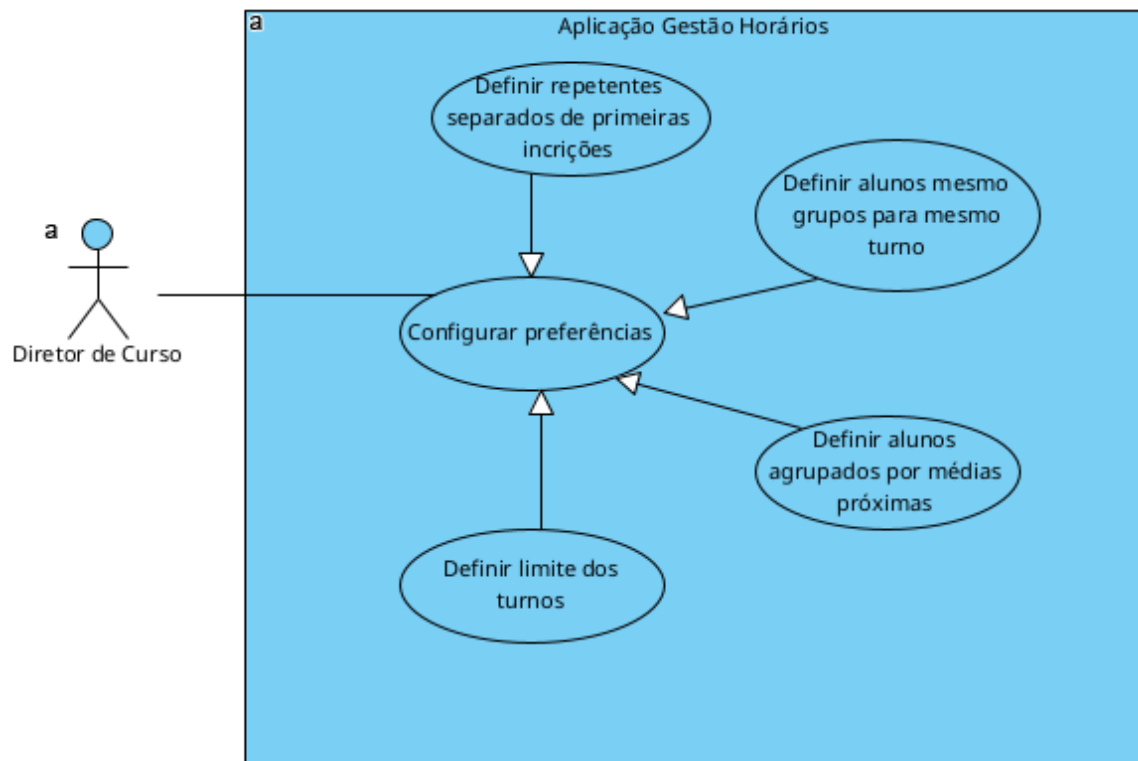 a
Aplicação Gestão Horários
Definir repetentes
separados de primeiras
incrições
Definir alunos mesmo
grupos para mesmo
turno
a
Diretor de Curso
Configurar preferências
Definir alunos
agrupados por médias
próximas
Definir limite dos
turnos